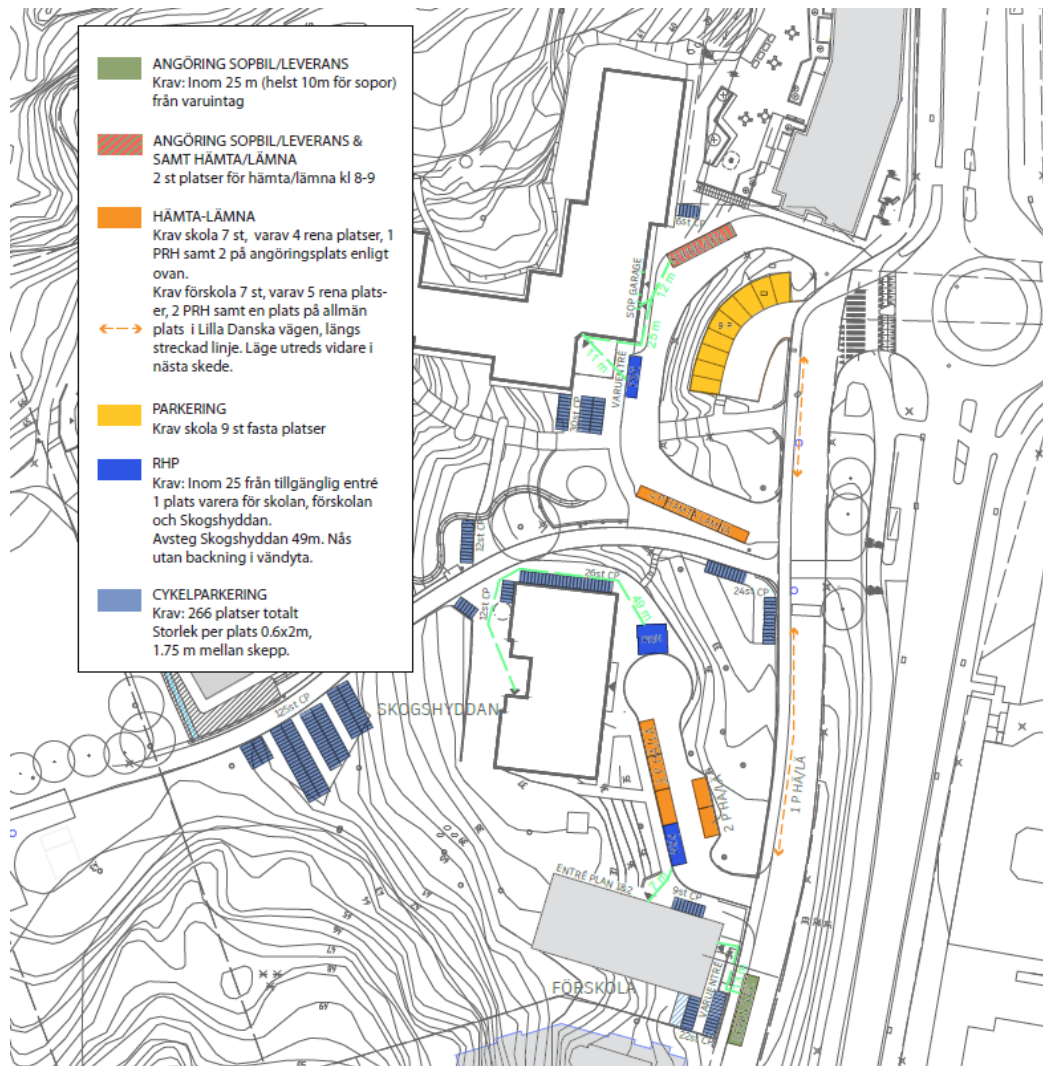 ANGÖRING SOPBIL/LEVERANS
Krav: Inom 25 m (helst 10m för sopor)
från varuintag
ANGÖRING SOPBIL/LEVERANS &
SAMT HÄMTA/LÄMNA
2 st platser för hämta/lämna kl 8-9
HÄMTA-LÄMNA
Krav skola 7 st, varav 4 rena platser, 1
PRH samt 2 på angöringsplats enligt
ovan.
Krav förskola 7 st, varav 5 rena plats-
er, 2 PRH samt en plats på allmän
plats i Lilla Danska vägen, längs
streckad linje. Läge utreds vidare i
nästa skede.
PARKERING
Krav skola 9 st fasta platser
RHP
Krav: Inom 25 från tillgänglig entré
1 plats varera för skolan, förskolan
och Skogshyddan.
Avsteg Skogshyddan 49m. Nås
utan backning i vändyta.
CYKELPARKERING
Krav: 266 platser totalt
Storlek per plats 0.6x2m,
1.75 m mellan skepp.
6st CP
SOP GARAGE
12 m
25 m
11 m
VARUENTRÉ
9 P
30st CP
12st CP
26st CP
12st CP
49 m
24st CP
125st CP
SKOGSHYDDAN
2 P HÄ/LÄ
1 P HÄ/LÄ
7 m
ENTRÉ PLAN 1&2
9st CP
VARUENTRÉ
FÖRSKOLA
22st CP